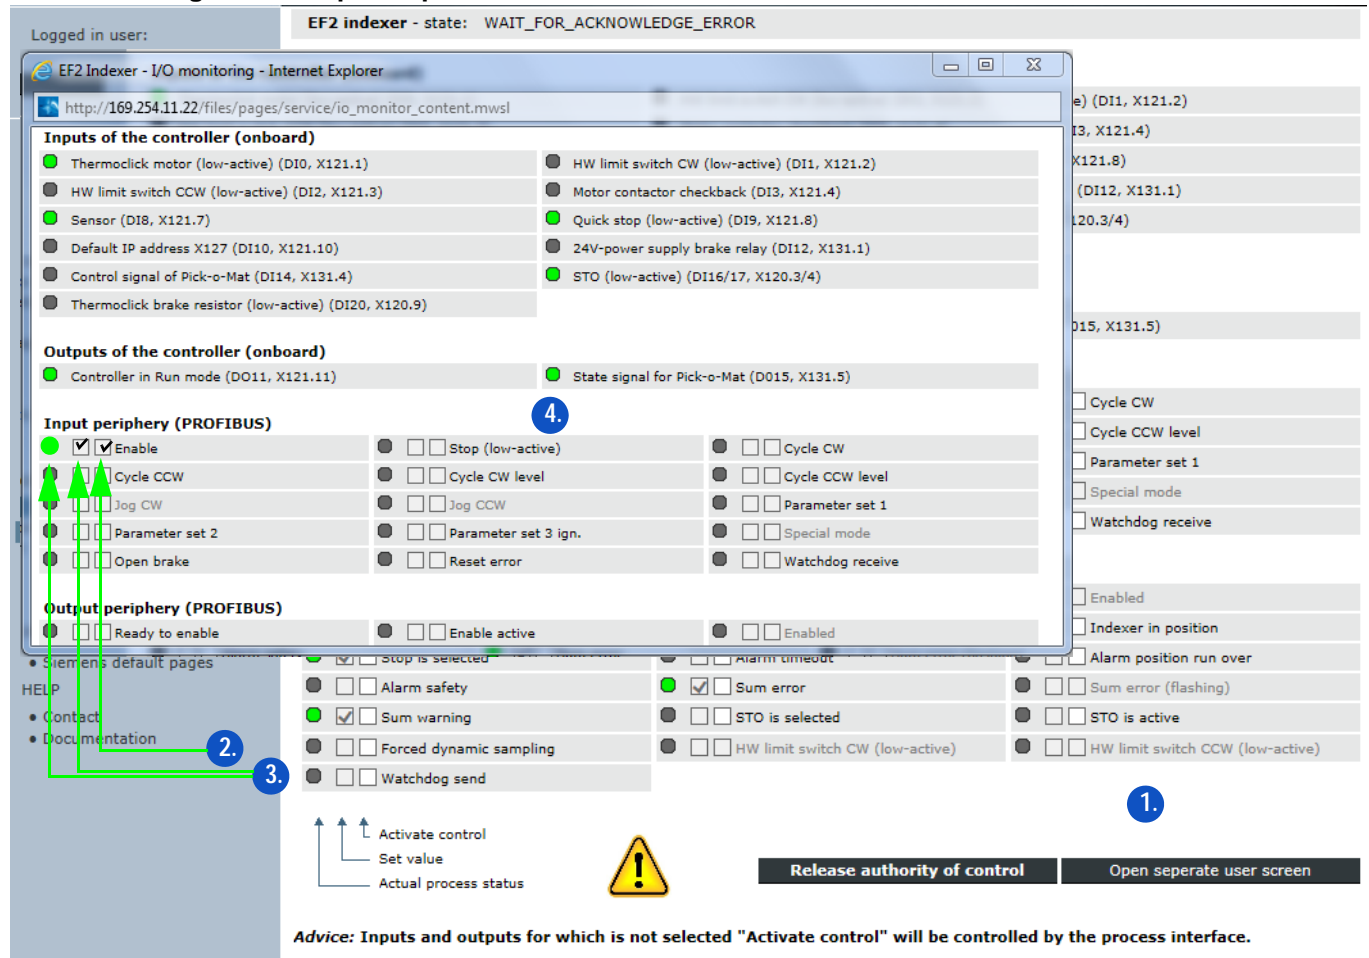 EF2 indexer - state: WAIT_FOR_ACKNOWLEDGE_ERROR
Logged in user:
EF2 Indexer - I/O monitoring - Internet Explorer
http://169.254.11.22/files/pages/service/io_monitor_content.mwsl
e) (DI1, X121.2)
Inputs of the controller (onboard)
I3, X121.4)
Thermoclick motor (low-active) (DI0, X121.1)
HW limit switch CW (low-active) (DI1, X121.2)
X121.8)
HW limit switch CCW (low-active) (DI2, X121.3)
Motor contactor checkback (DI3, X121.4)
(DI12, X131.1)
Sensor (DI8, X121.7)
Quick stop (low-active) (DI9, X121.8)
120.3/4)
Default IP address X127 (DI10, X121.10)
24V-power supply brake relay (DI12, X131.1)
Control signal of Pick-o-Mat (DI14, X131.4)
STO (low-active) (DI16/17, X120.3/4)
Thermoclick brake resistor (low-active) (DI20, X120.9)
015, X131.5)
Outputs of the controller (onboard)
Controller in Run mode (DO11, X121.11)
State signal for Pick-o-Mat (D015, X131.5)
4.
Input periphery (PROFIBUS)
Cycle CW
Enable
Stop (low-active)
Cycle CW
Cycle CCW level
Cycle CCW
Cycle CW level
Cycle CCW level
Parameter set 1
Jog CW
Jog CCW
Parameter set 1
Special mode
Parameter set 2
Parameter set 3 ign.
Special mode
Watchdog receive
Open brake
Reset error
Watchdog receive
Output periphery (PROFIBUS)
Enabled
Ready to enable
Enable active
Enabled
Indexer in position
• Siemens default pages
Stop is selected
Alarm timeout
Alarm position run over
HELP
Alarm safety
Sum error
Sum error (flashing)
• Contact
Sum warning
STO is selected
STO is active
• Documentation
2.
Forced dynamic sampling
HW limit switch CW (low-active)
HW limit switch CCW (low-active)
3.
Watchdog send
1.
Activate control
Set value
Actual process status
Release authority of control
Open seperate user screen
Advice: Inputs and outputs for which is not selected "Activate control" will be controlled by the process interface.